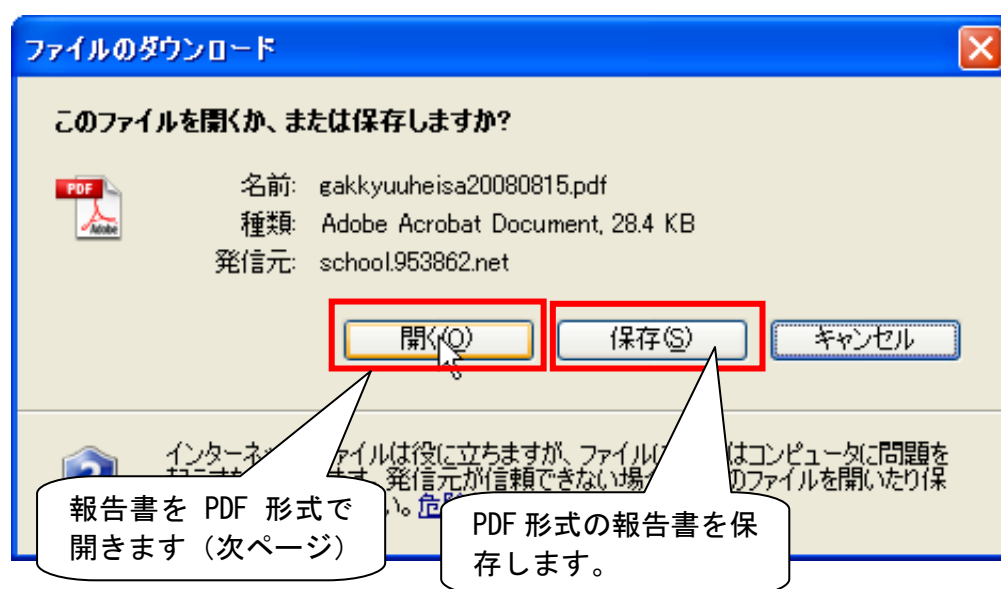 ファイルのダウンロード
このファイルを開くか、または保存しますか?
PDF
Adobe
名前: gakkyuuheisa20080815.pdf
種類: Adobe Acrobat Document, 28.4 KB
発信元: school.953862.net
開く(O) 保存(S) キャンセル
インターネ ァイルは役に立ちますが、ファイル はコンピュータに問題を
発信元が信頼できない場 のファイルを開いたり保
い。危
報告書を PDF 形式で
開きます（次ページ）
PDF 形式の報告書を保
存します。